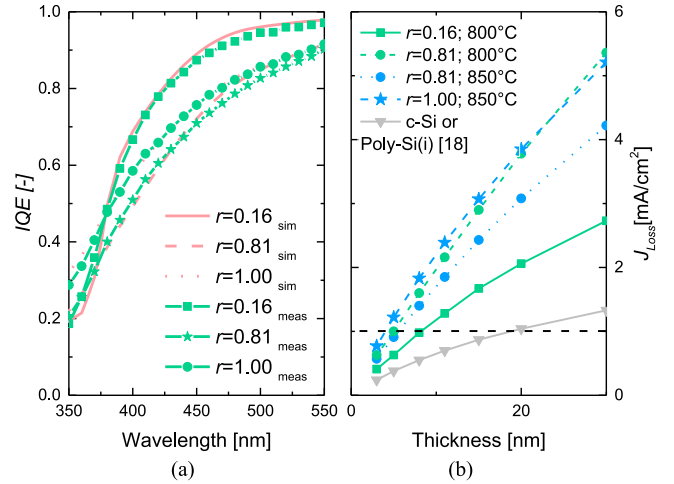 1.0
0.8
0.6
0.4
0.2
0.0
IQE [-]
r=0.16 sim
r=0.81 sim
r=1.00 sim
r=0.16 meas
r=0.81 meas
r=1.00 meas
350 400 450 500 550
Wavelength [nm]
(a)
r=0.16; 800°C
r=0.81; 800°C
r=0.81; 850°C
r=1.00; 850°C
c-Si or
Poly-Si(i) [18]
6
4
2
0
J_Loss[mA/cm²]
0 10 20
Thickness [nm]
(b)